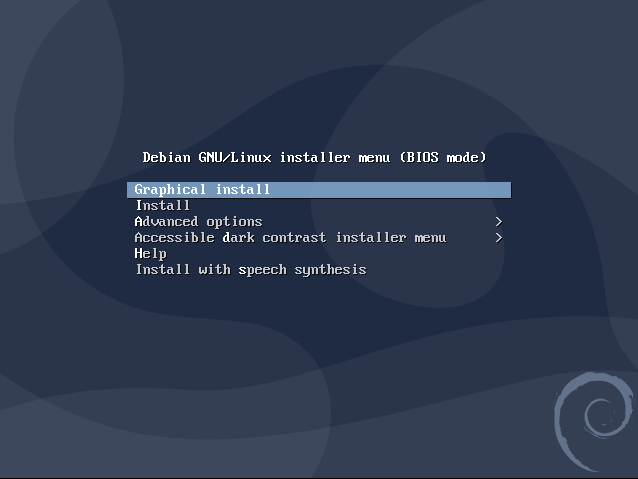 Debian GNU/Linux installer menu (BIOS mode)
Graphical install
Install
Advanced options >
Accessible dark contrast installer menu >
Help
Install with speech synthesis